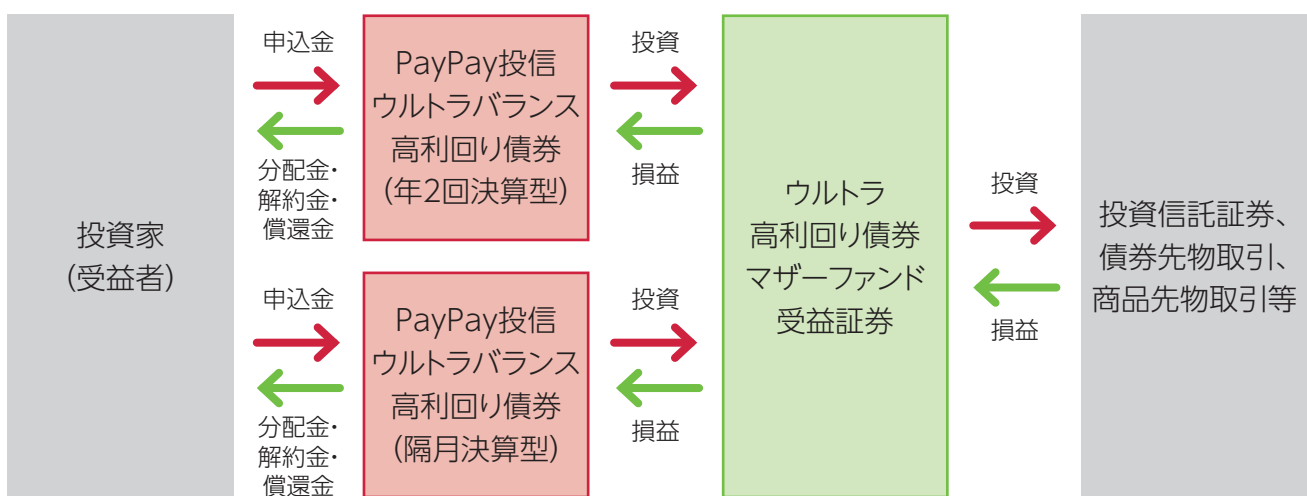 投資家
(受益者)
申込金
分配金・
解約金・
償還金
PayPay投信
ウルトラバランス
高利回り債券
(年2回決算型)
投資
損益
申込金
分配金・
解約金・
償還金
PayPay投信
ウルトラバランス
高利回り債券
(隔月決算型)
投資
損益
ウルトラ
高利回り債券
マザーファンド
受益証券
投資
損益
投資信託証券、
債券先物取引、
商品先物取引等